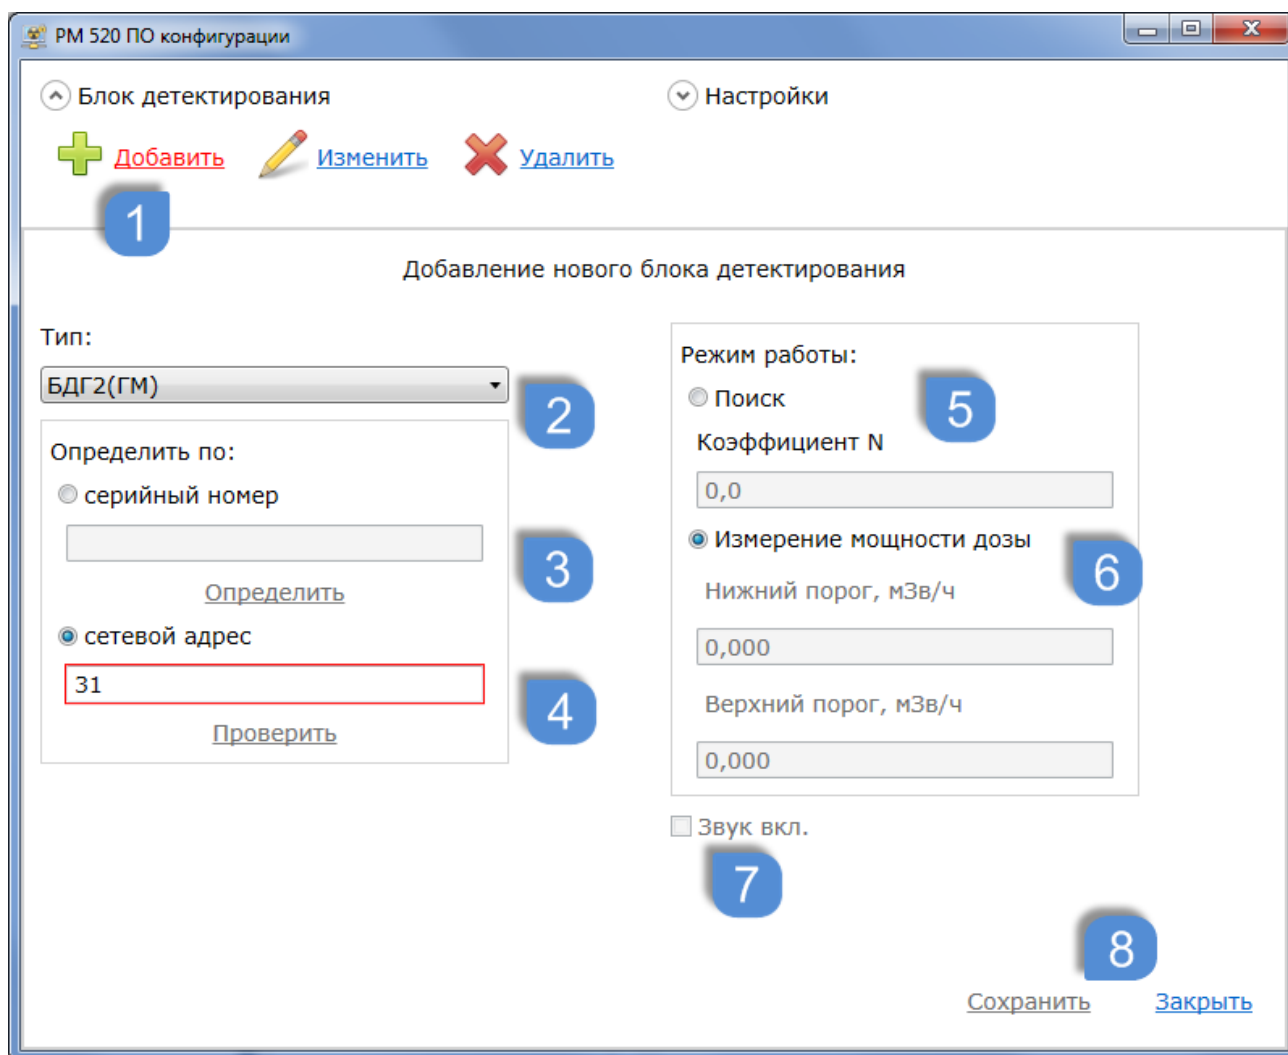 РМ 520 ПО конфигурации
Блок детектирования
Настройки
Добавить Изменить Удалить
1
Добавление нового блока детектирования
Тип:
БДГ2(ГМ)
2
Определить по:
серийный номер
3
Определить
сетевой адрес
31
4
Проверить
Режим работы:
Поиск
5
Коэффициент N
0,0
Измерение мощности дозы
6
Нижний порог, мЗв/ч
0,000
Верхний порог, мЗв/ч
0,000
Звук вкл.
7
8
Сохранить Закрыть